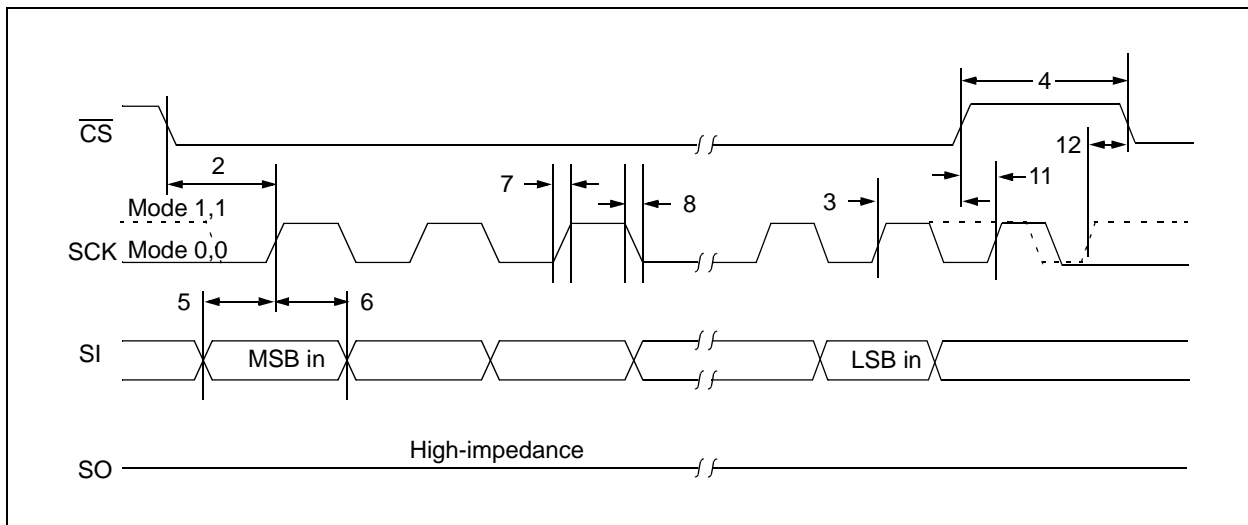 4
CS
12
2
11
7
8
3
Mode 1,1
SCK Mode 0,0
5
6
SI
MSB in
LSB in
High-impedance
SO